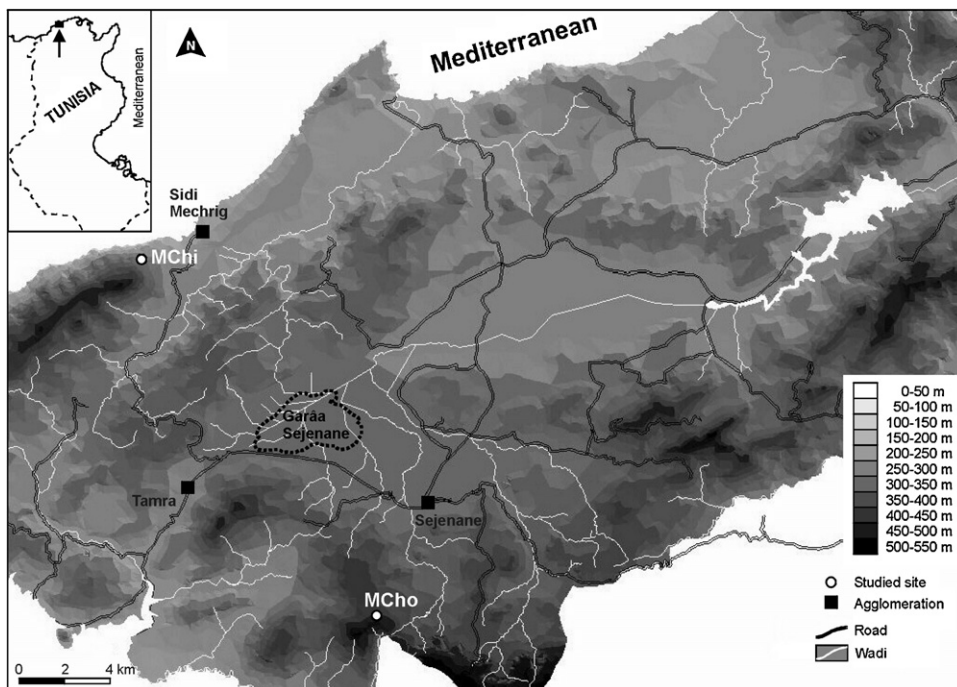 Mediterranean
TUNISIA
Mediterranean
N
Sidi
Mechrig
MChi
Garâa
Sejenane
Tamra
Sejenane
MCho
0-50 m
50-100 m
100-150 m
150-200 m
200-250 m
250-300 m
300-350 m
350-400 m
400-450 m
450-500 m
500-550 m
Studied site
Agglomeration
Road
Wadi
0 2 4 km